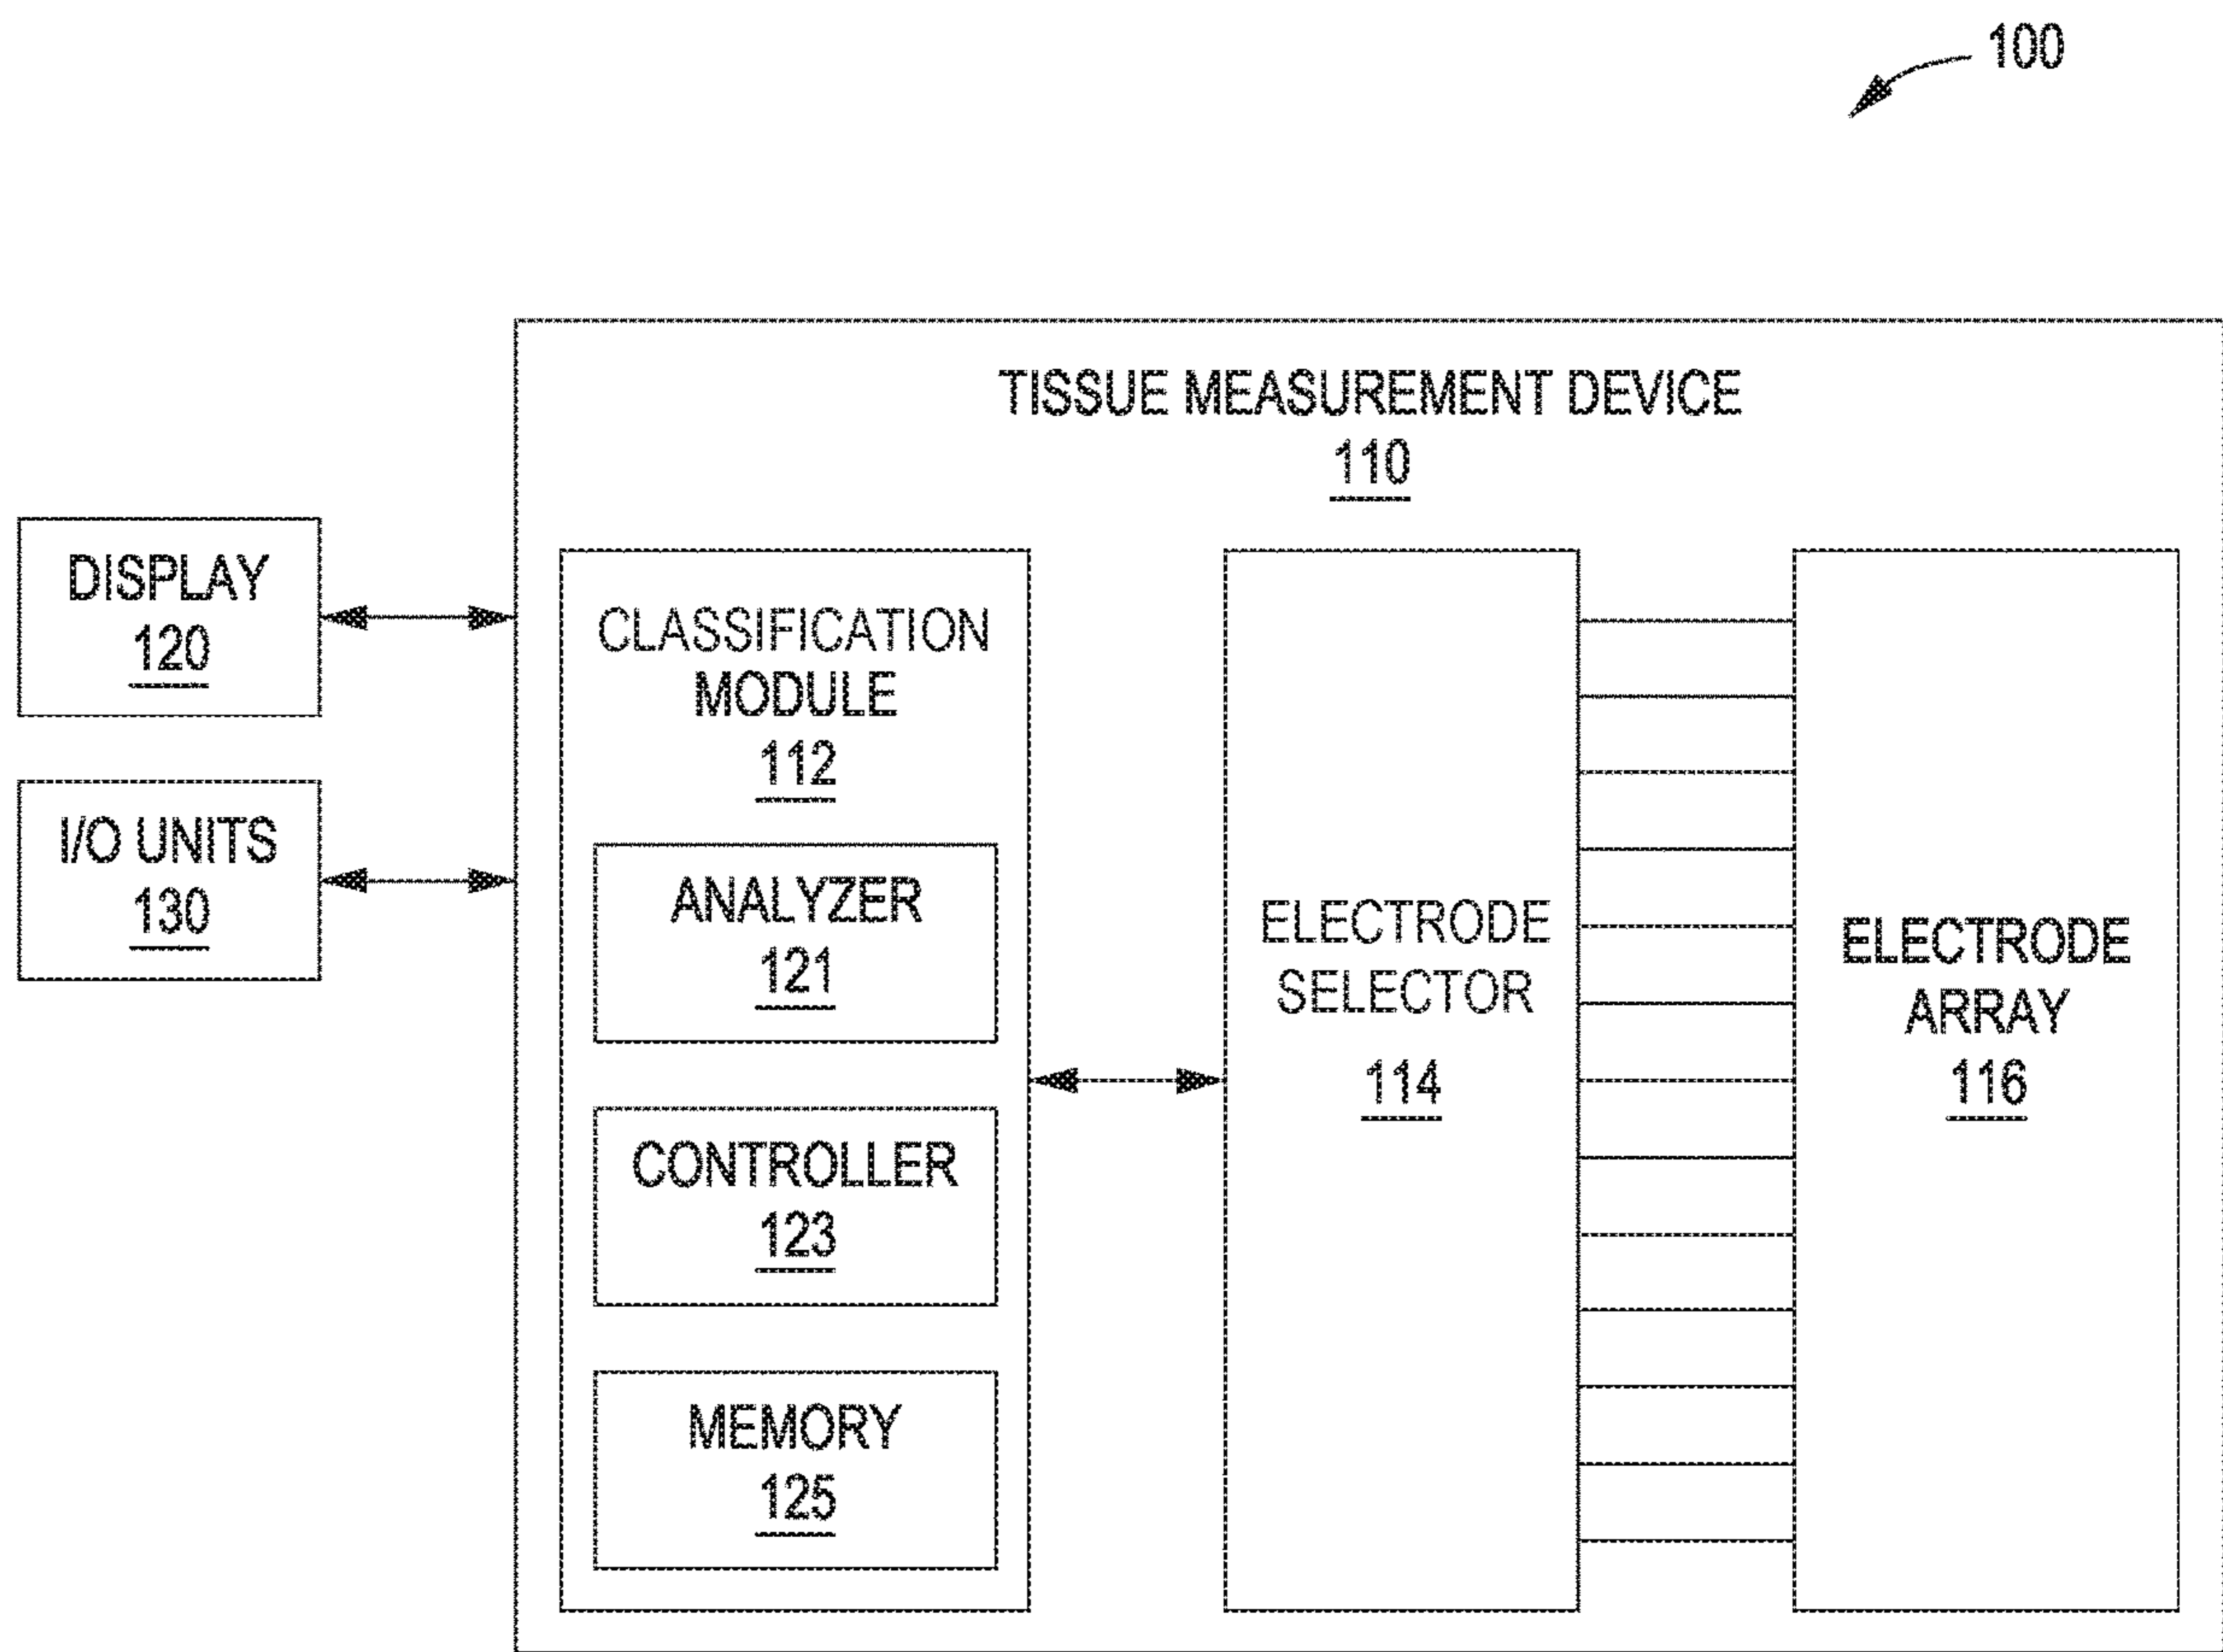 100
TISSUE MEASUREMENT DEVICE
110
DISPLAY
120
I/O UNITS
130
CLASSIFICATION
MODULE
112
ANALYZER
121
CONTROLLER
123
MEMORY
125
ELECTRODE
SELECTOR
114
ELECTRODE
ARRAY
116